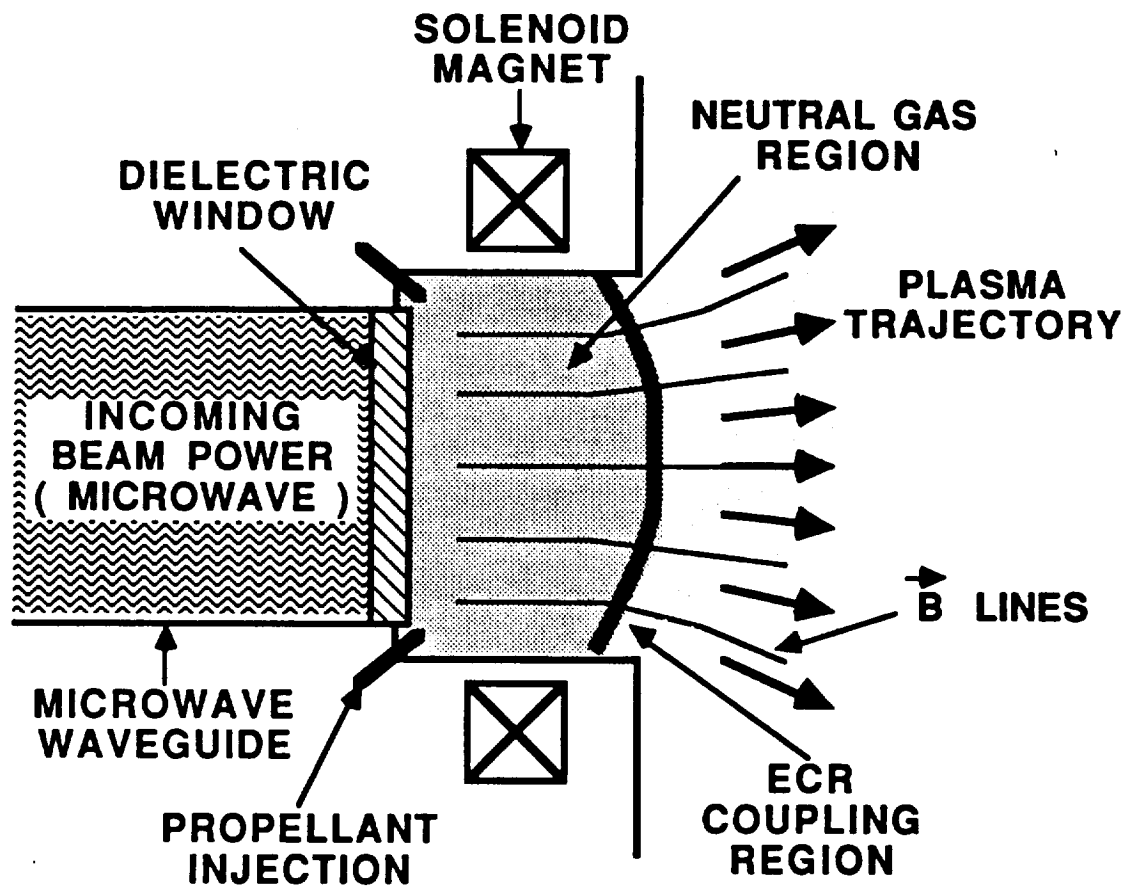 SOLENOID
MAGNET
NEUTRAL GAS
REGION
DIELECTRIC
WINDOW
PLASMA
TRAJECTORY
INCOMING
BEAM POWER
( MICROWAVE )
B LINES
MICROWAVE
WAVEGUIDE
ECR
COUPLING
REGION
PROPELLANT
INJECTION